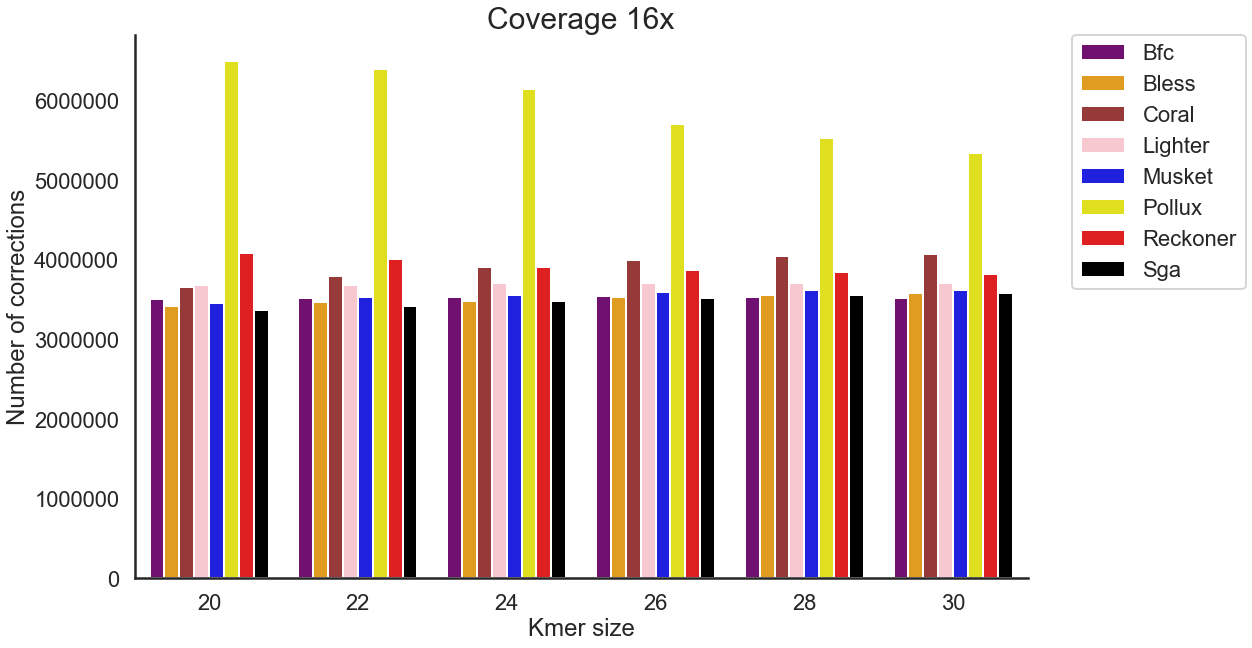 Coverage 16x
Number of corrections
6000000
5000000
4000000
3000000
2000000
1000000
0
20 22 24 26 28 30
Kmer size
Bfc
Bless
Coral
Lighter
Musket
Pollux
Reckoner
Sga